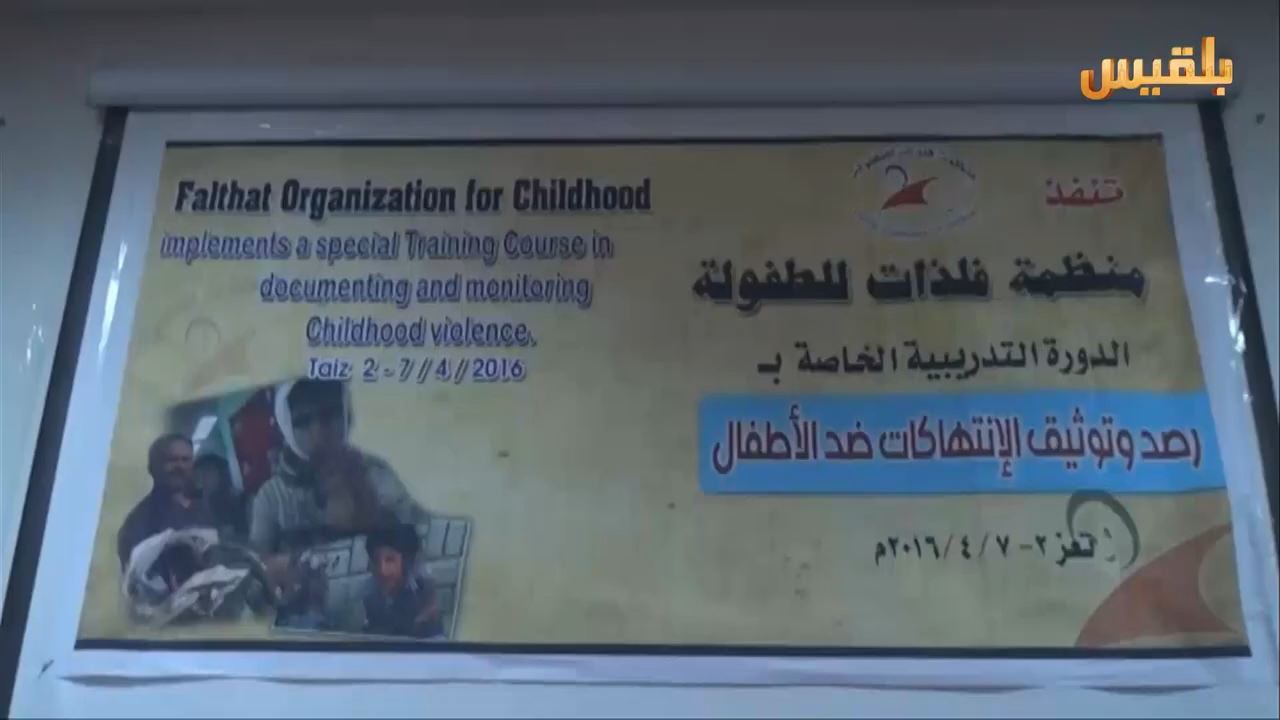 بلقيس
Falthat Organization for Childhood
implements a special Training Course in
documenting and monitoring
Childhood violence.
Taiz 2 - 7 // 4 // 2016
تنفذ
منظمة فلذات للطفولة
الدورة التدريبية الخاصة بـ
رصد وتوثيق الإنتهاكات ضد الأطفال
تعز ٢ - ٧ / ٤ / ٢٠١٦م